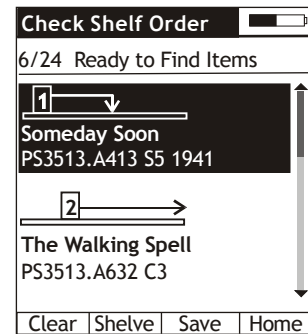 Check Shelf Order
6/24 Ready to Find Items
1
Someday Soon
PS3513.A413 S5 1941
2
The Walking Spell
PS3513.A632 C3
Clear Shelve Save Home